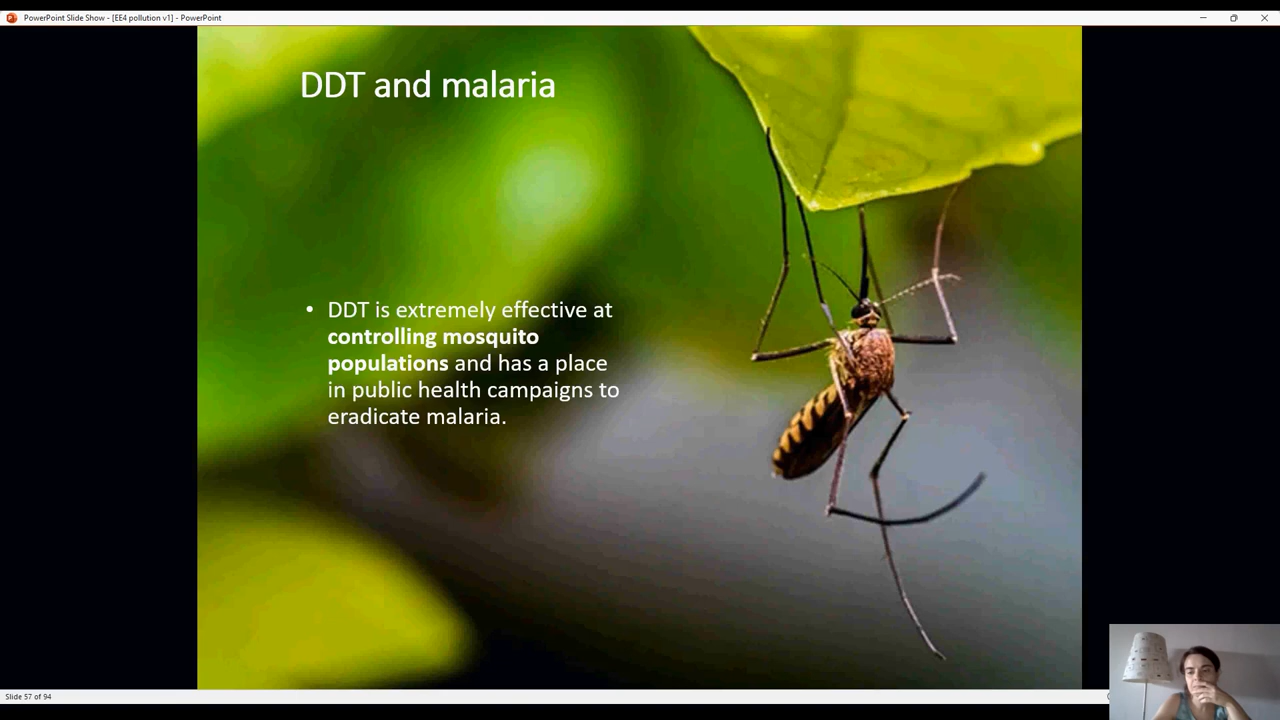 PowerPoint Slide Show - [EE4 pollution v1] - PowerPoint
DDT and malaria
• DDT is extremely effective at
controlling mosquito
populations and has a place
in public health campaigns to
eradicate malaria.
Slide 57 of 94